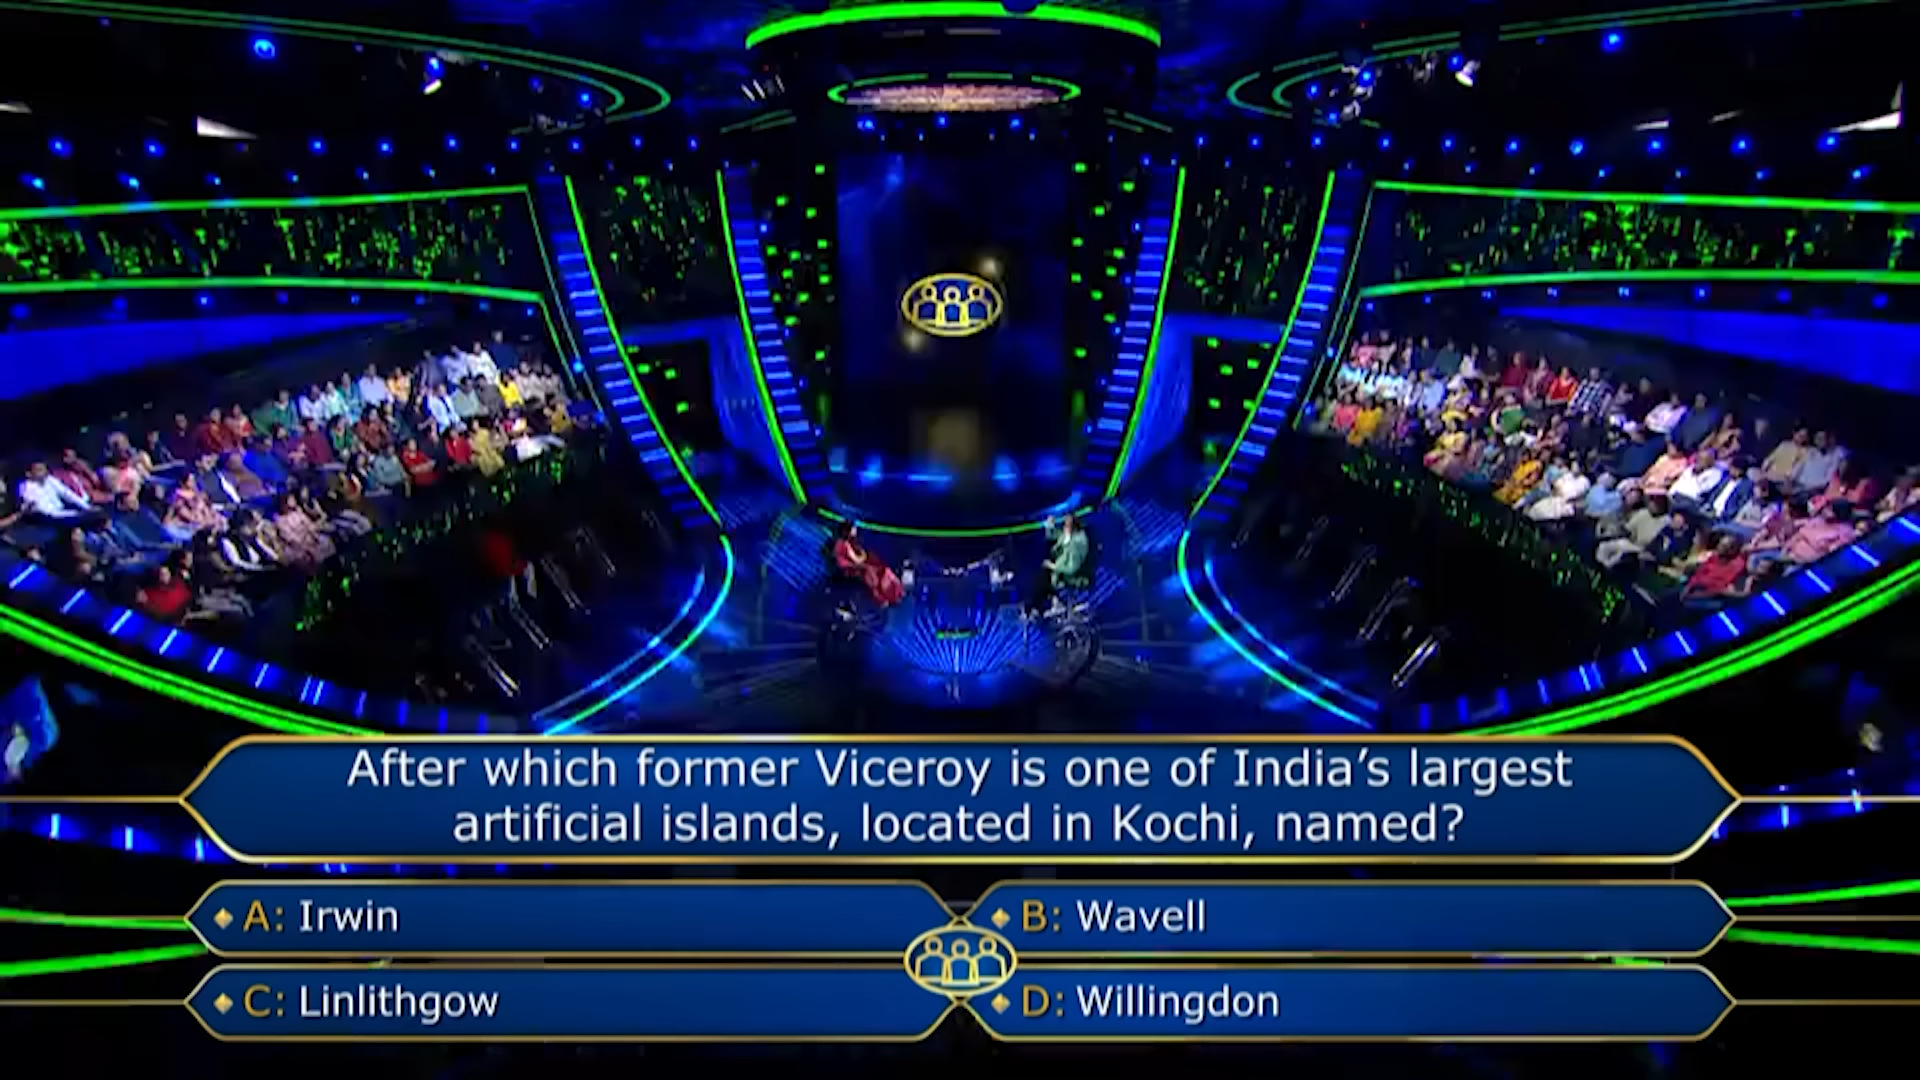 After which former Viceroy is one of India’s largest
artificial islands, located in Kochi, named?
A: Irwin
B: Wavell
C: Linlithgow
D: Willingdon